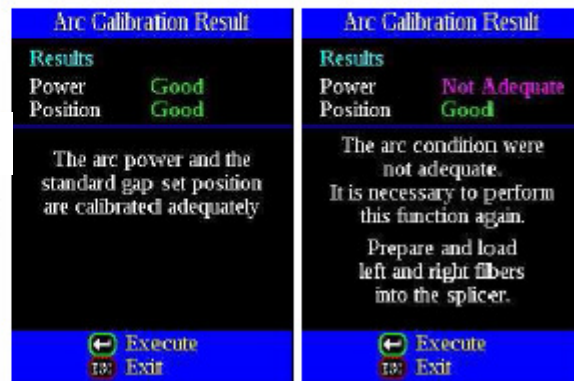 Arc Calibration Result
Results
Power Good
Position Good
The arc power and the
standard gap set position
are calibrated adequately
Execute
ESC Exit
Arc Calibration Result
Results
Power Not Adequate
Position Good
The arc condition were
not adequate.
It is necessary to perform
this function again.
Prepare and load
left and right fibers
into the splicer.
Execute
ESC Exit